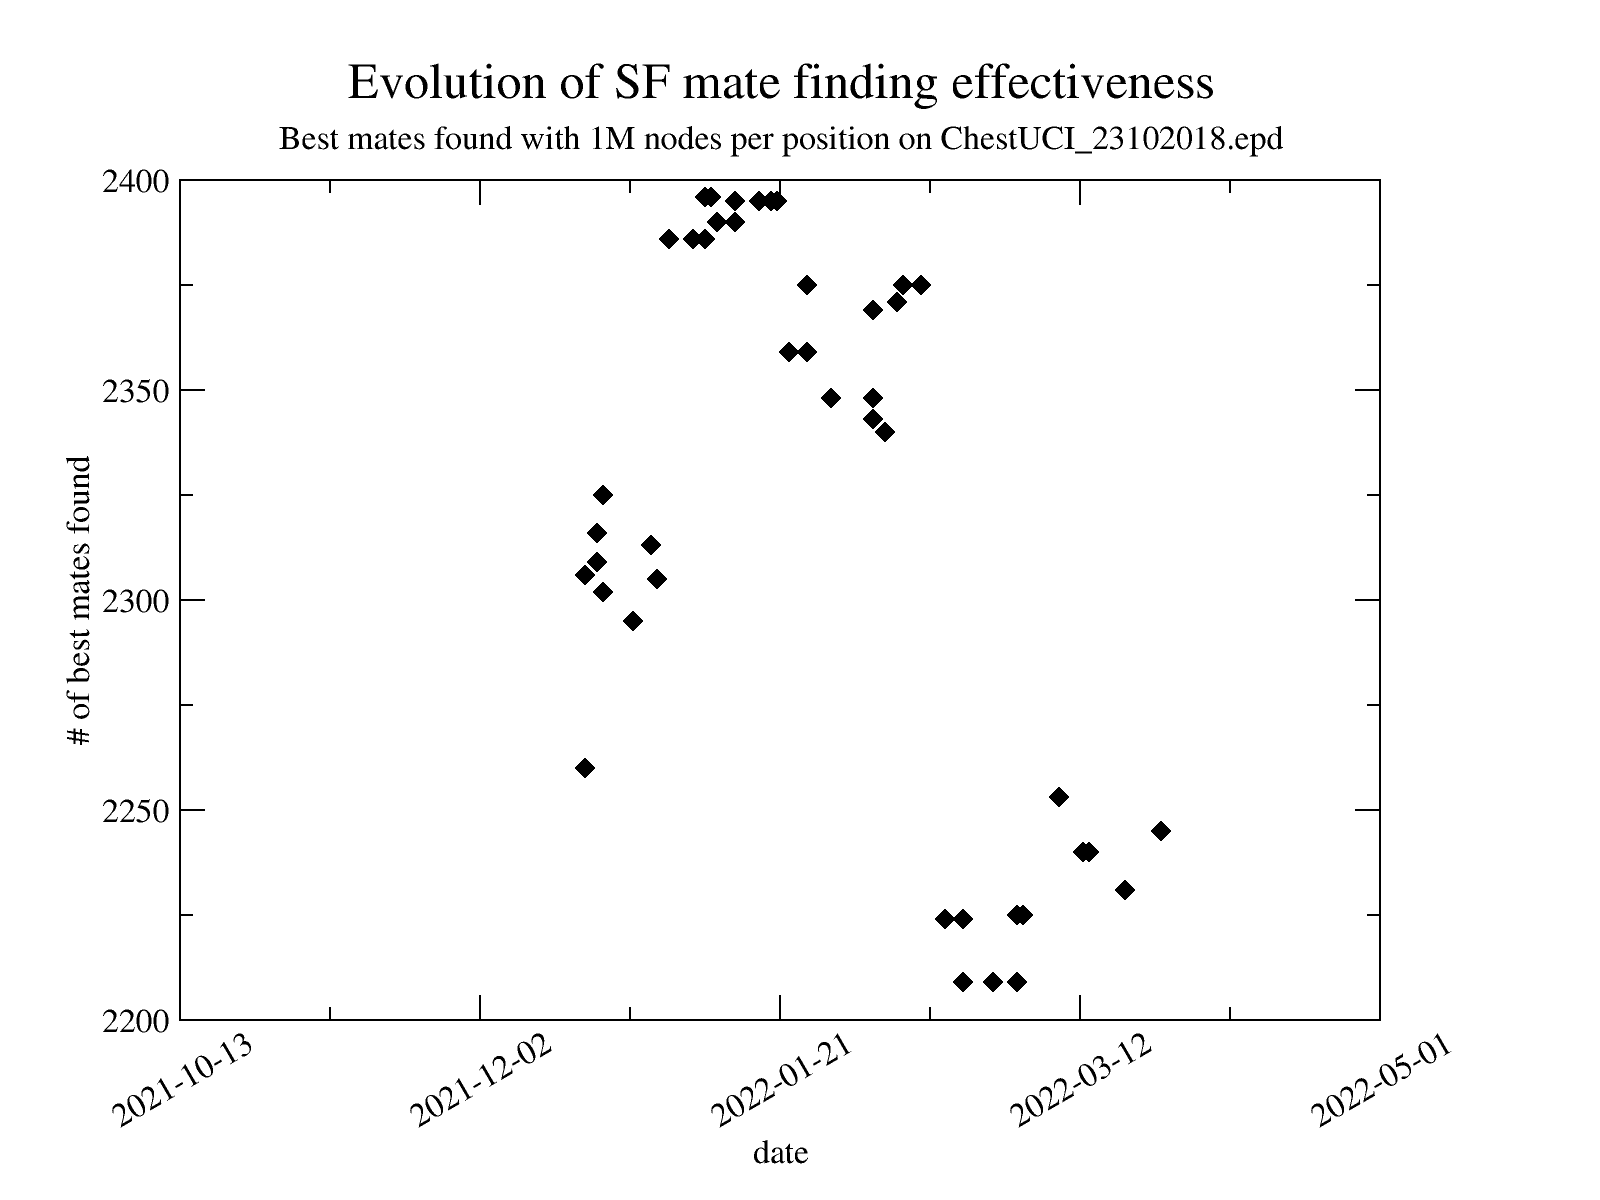 Evolution of SF mate finding effectiveness
Best mates found with 1M nodes per position on ChestUCI_23102018.epd
2400
2350
2300
2250
2200
# of best mates found
2021-10-13
2021-12-02
2022-01-21
2022-03-12
2022-05-01
date